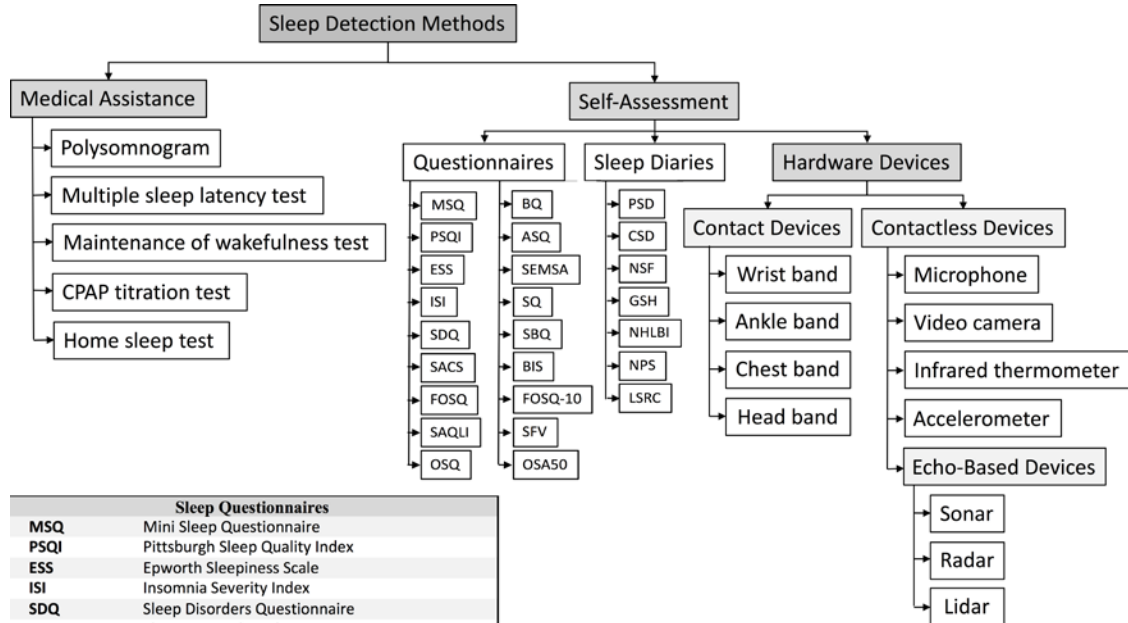 Sleep Detection Methods
Medical Assistance
Polysomnogram
Multiple sleep latency test
Maintenance of wakefulness test
CPAP titration test
Home sleep test
Self-Assessment
Questionnaires
MSQ
PSQI
ESS
ISI
SDQ
SACS
FOSQ
SAQLI
OSQ
BQ
ASQ
SEMSA
SQ
SBQ
BIS
FOSQ-10
SFV
OSA50
Sleep Diaries
PSD
CSD
NSF
GSH
NHLBI
NPS
LSRC
Hardware Devices
Contact Devices
Wrist band
Ankle band
Chest band
Head band
Contactless Devices
Microphone
Video camera
Infrared thermometer
Accelerometer
Echo-Based Devices
Sonar
Radar
Lidar
Sleep Questionnaires
MSQ Mini Sleep Questionnaire
PSQI Pittsburgh Sleep Quality Index
ESS Epworth Sleepiness Scale
ISI Insomnia Severity Index
SDQ Sleep Disorders Questionnaire